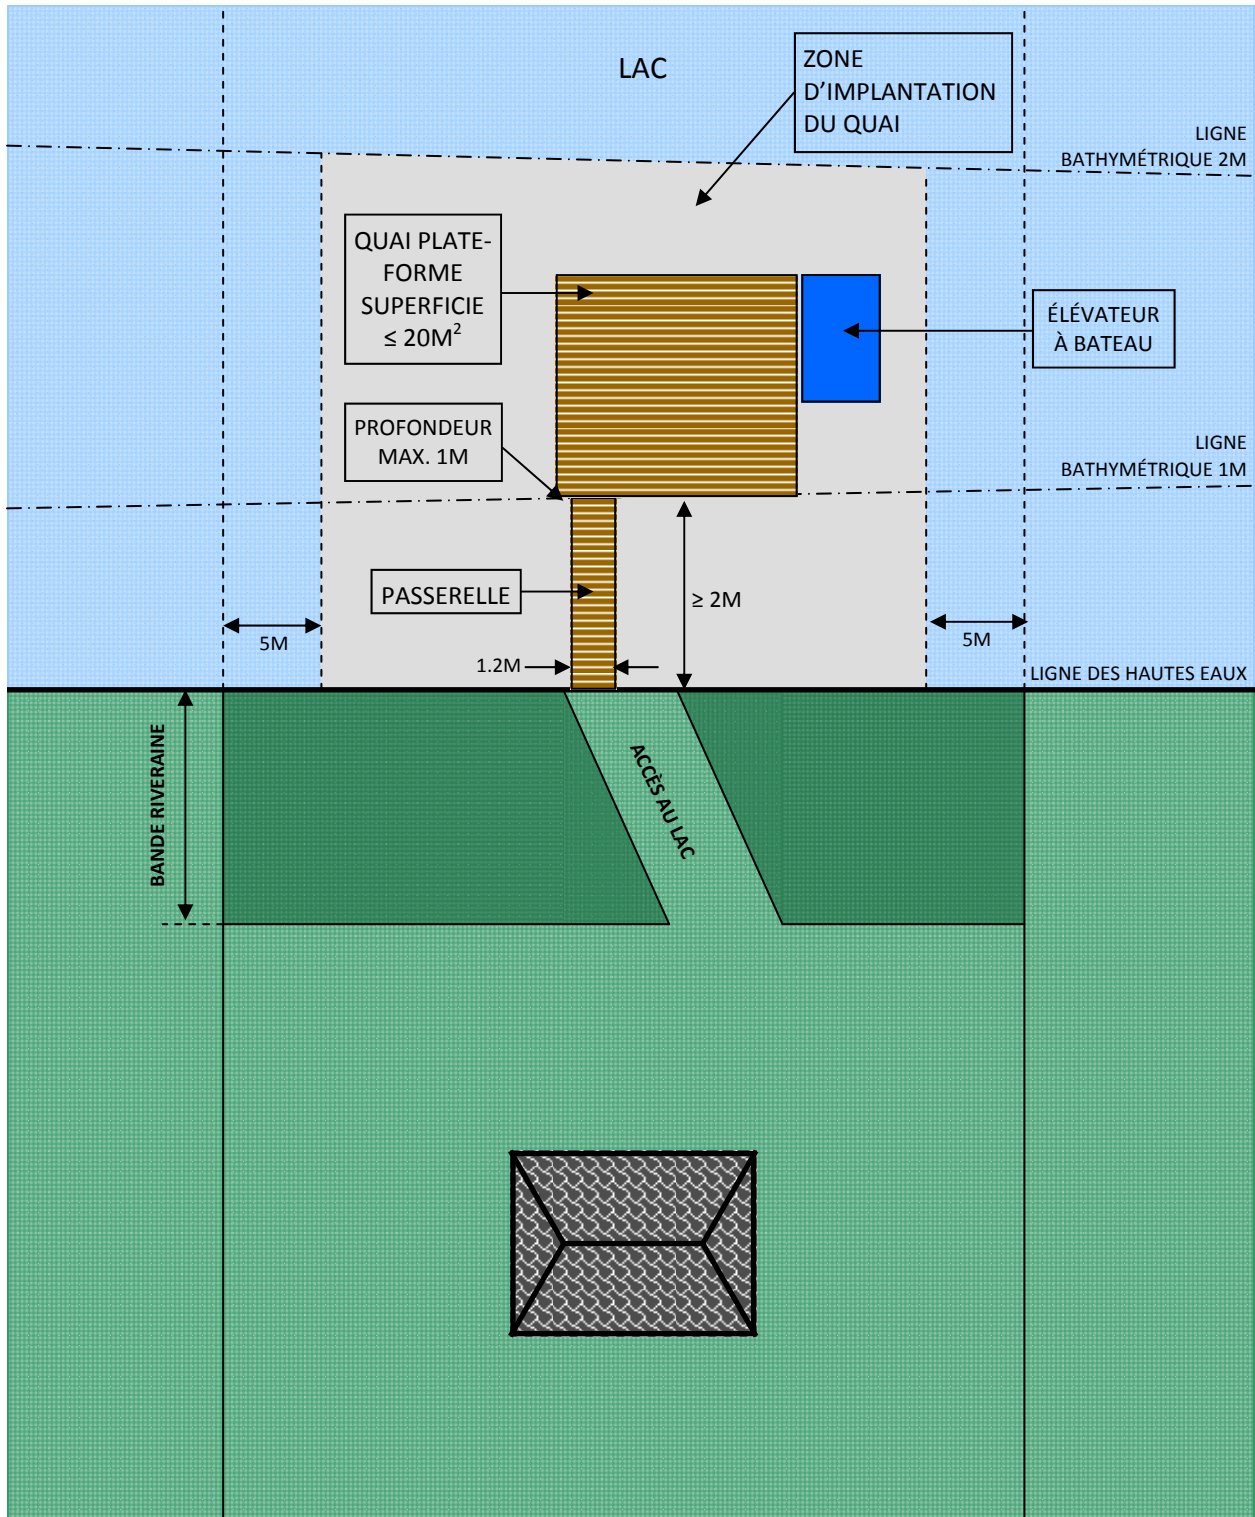 LAC
ZONE
D’IMPLANTATION
DU QUAI
LIGNE
BATHYMÉTRIQUE 2M
QUAI PLATE-
FORME
SUPERFICIE
≤ 20M²
ÉLÉVATEUR
À BATEAU
PROFONDEUR
MAX. 1M
LIGNE
BATHYMÉTRIQUE 1M
PASSERELLE
≥ 2M
5M
5M
1.2M
LIGNE DES HAUTES EAUX
BANDE RIVERAINE
ACCÈS AU LAC